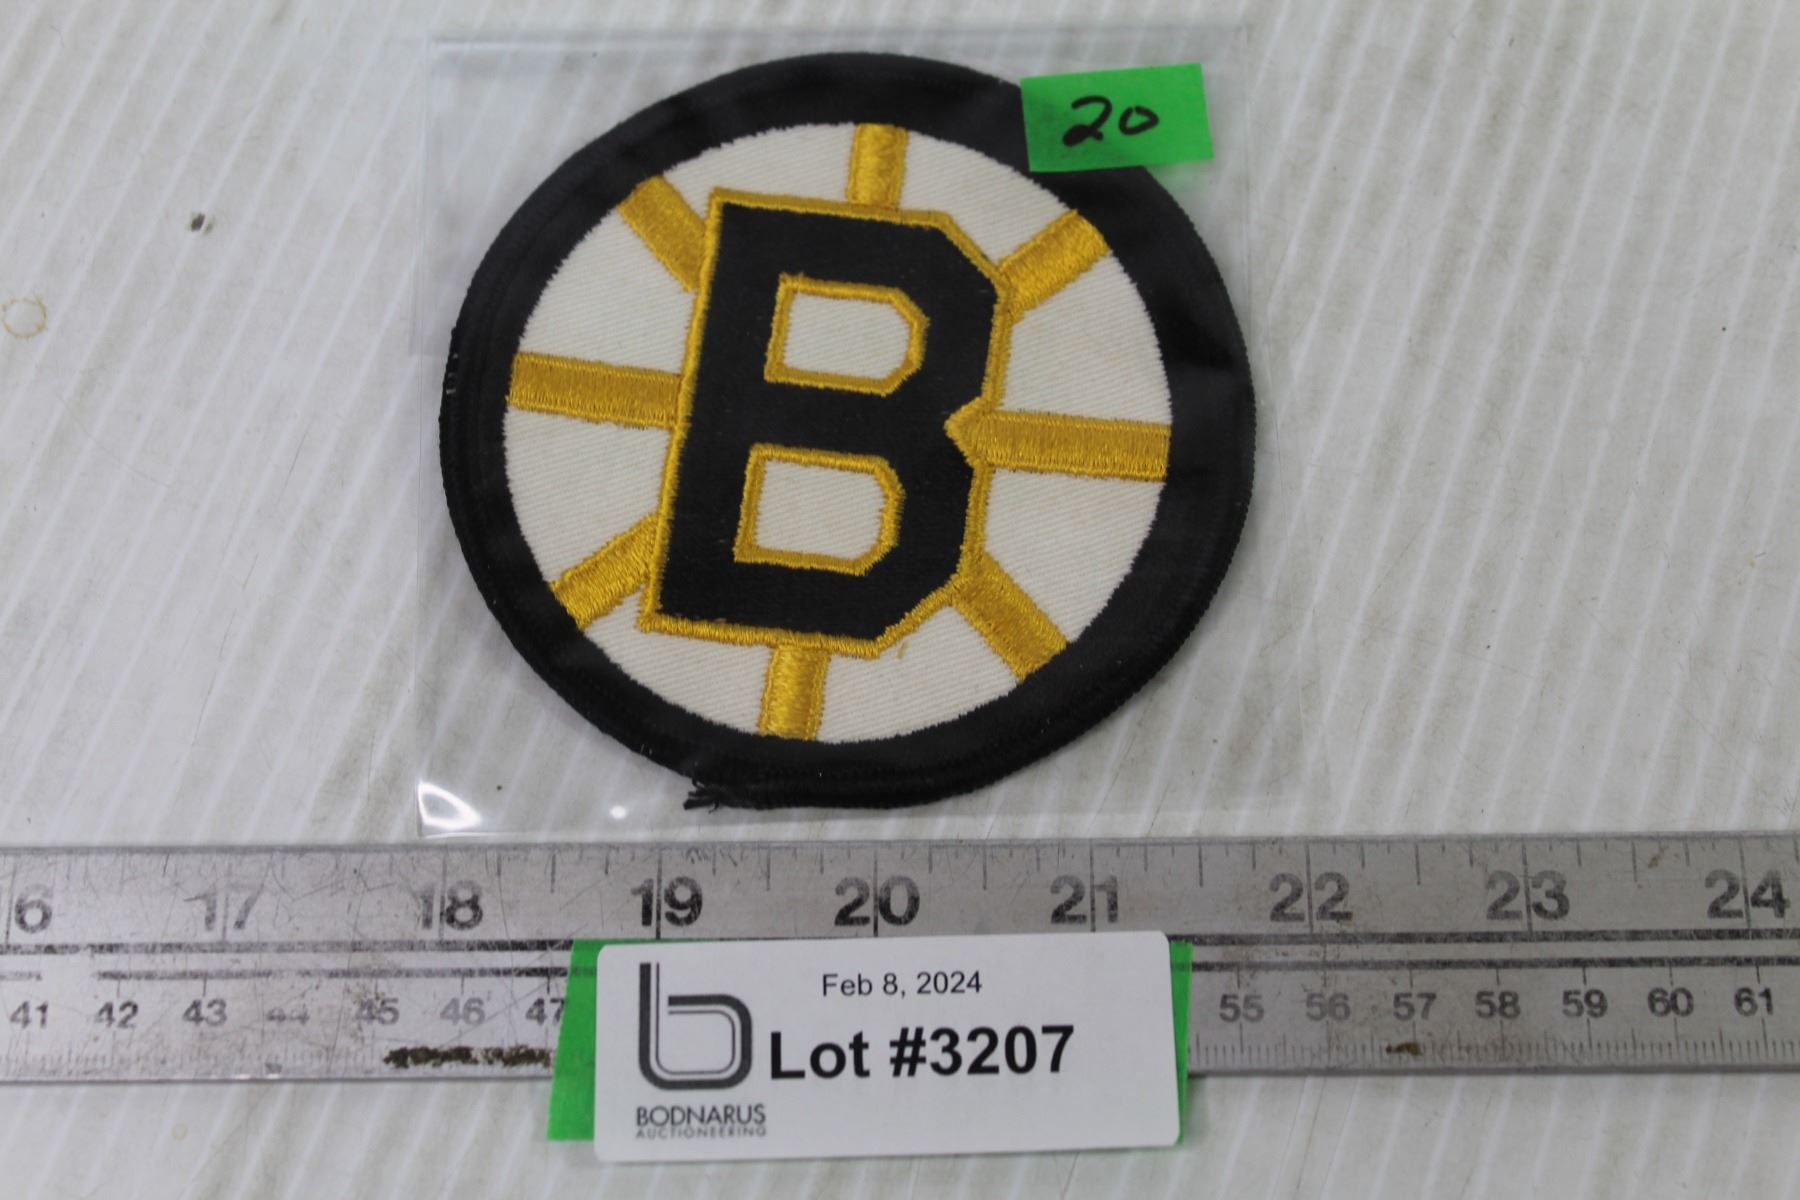 20
B
6 17 18 19 20 21 22 23 24
41 42 43 44 45 46 47 55 56 57 58 59 60 61
Feb 8, 2024
Lot #3207
BODNARUS
AUCTIONEERING